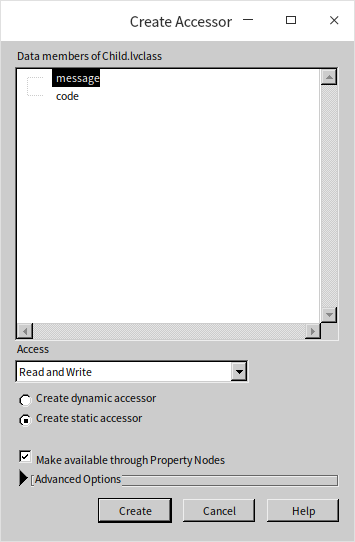 Create Accessor
Data members of Child.lvclass
message
code
Access
Read and Write
Create dynamic accessor
Create static accessor
Make available through Property Nodes
Advanced Options
Create
Cancel
Help